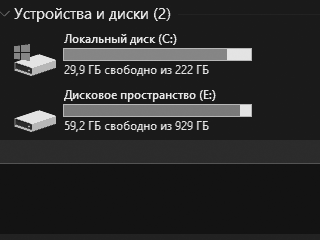 Устройства и диски (2)
Локальный диск (C:)
29,9 ГБ свободно из 222 ГБ
Дисковое пространство (E:)
59,2 ГБ свободно из 929 ГБ